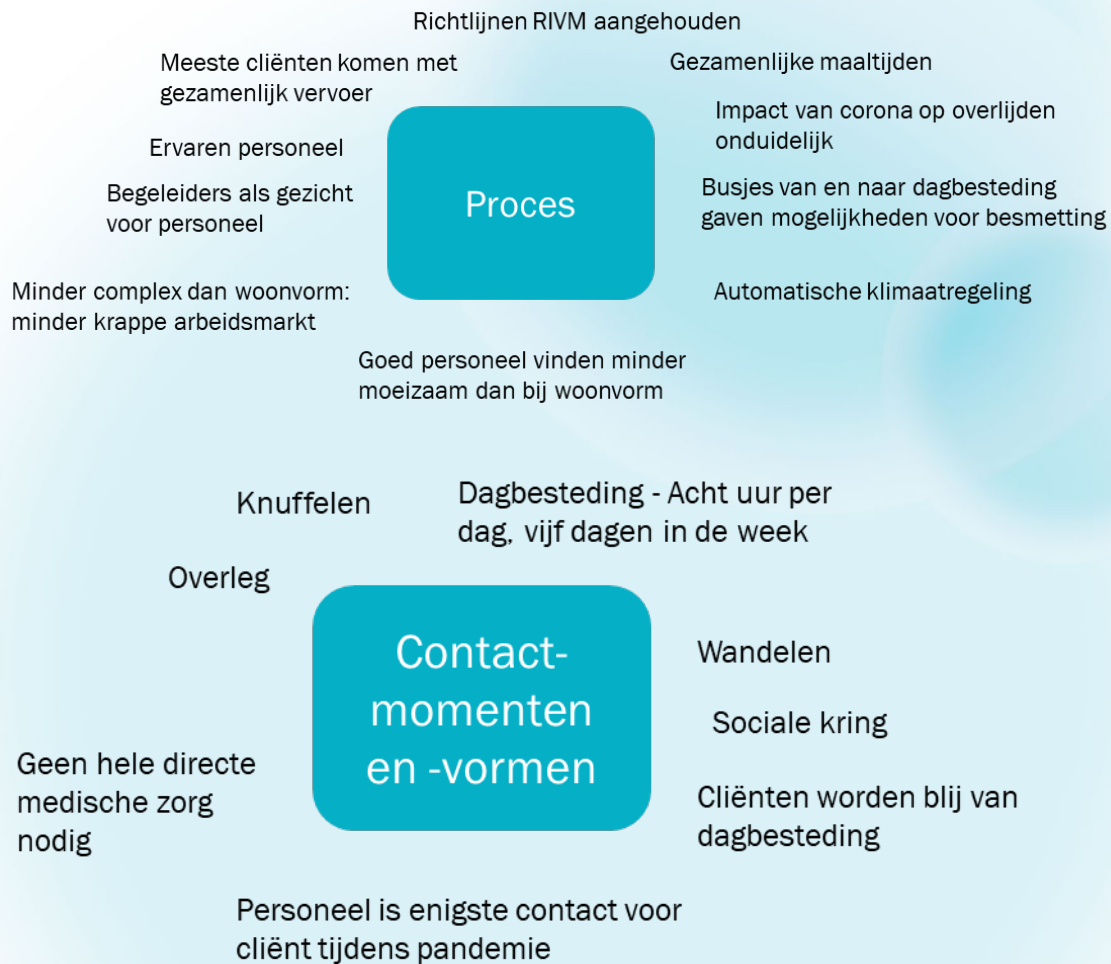 Richtlijnen RIVM aangehouden
Meeste cliënten komen met
gezamenlijk vervoer
Gezamenlijke maaltijden
Impact van corona op overlijden
onduidelijk
Ervaren personeel
Begeleiders als gezicht
voor personeel
Proces
Busjes van en naar dagbesteding
gaven mogelijkheden voor besmetting
Minder complex dan woonvorm:
minder krappe arbeidsmarkt
Automatische klimaatregeling
Goed personeel vinden minder
moeizaam dan bij woonvorm
Knuffelen
Dagbesteding - Acht uur per
dag, vijf dagen in de week
Overleg
Contact-
momenten
en -vormen
Wandelen
Sociale kring
Geen hele directe
medische zorg
nodig
Cliënten worden blij van
dagbesteding
Personeel is enigste contact voor
cliënt tijdens pandemie